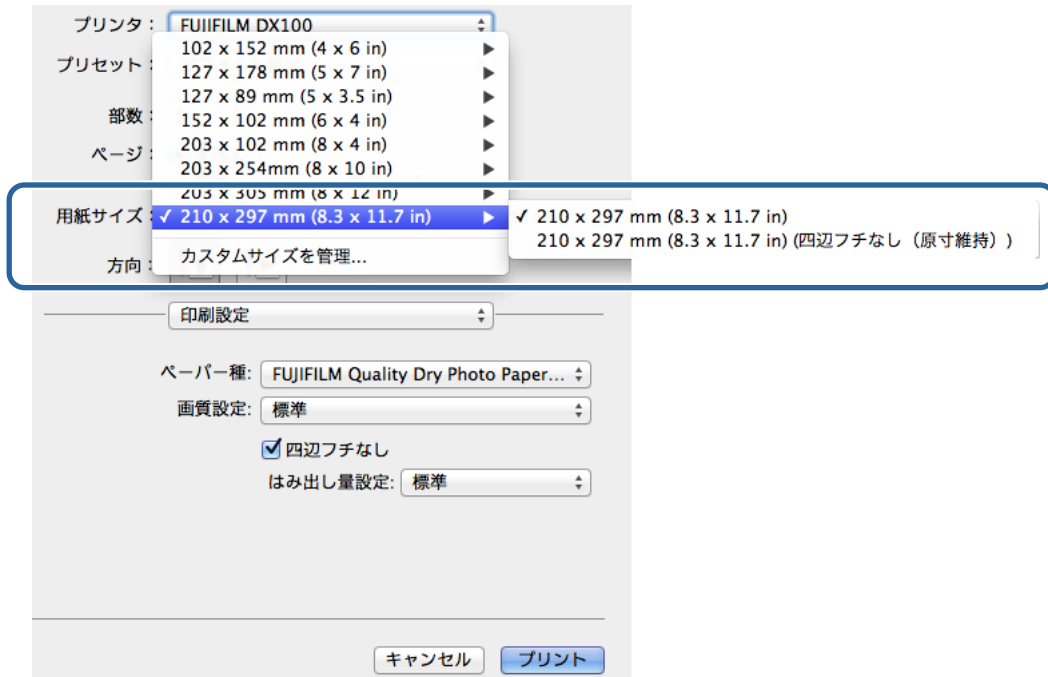 プリンタ： FUJIFILM DX100
プリセット：
102 x 152 mm (4 x 6 in)
127 x 178 mm (5 x 7 in)
127 x 89 mm (5 x 3.5 in)
部数：
152 x 102 mm (6 x 4 in)
203 x 102 mm (8 x 4 in)
ページ：
203 x 254mm (8 x 10 in)
203 x 305 mm (8 x 12 in)
用紙サイズ： ✓ 210 x 297 mm (8.3 x 11.7 in)
✓ 210 x 297 mm (8.3 x 11.7 in)
210 x 297 mm (8.3 x 11.7 in) (四辺フチなし（原寸維持）)
カスタムサイズを管理...
方向：
印刷設定
ペーパー種: FUJIFILM Quality Dry Photo Paper...
画質設定: 標準
四辺フチなし
はみ出し量設定: 標準
キャンセル プリント